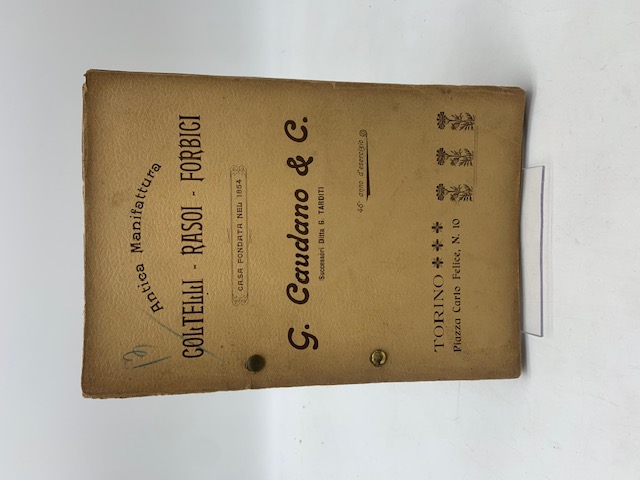 Antica Manifattura
COLTELLI - RASOI - FORBICI
CASA FONDATA NEL 1854
G. Caudano & C.
Successori Ditta G. TARDITI
46° anno d'esercizio
TORINO
Piazza Carlo Felice, N. 10